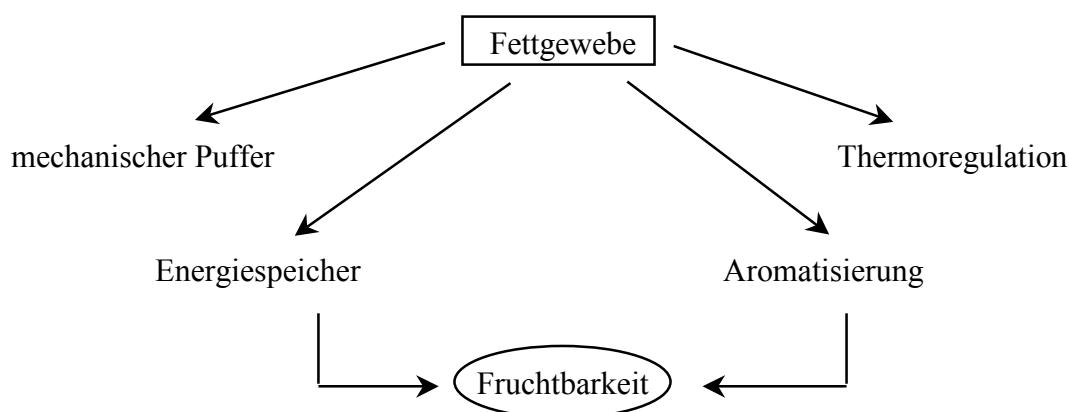 Fettgewebe
mechanischer Puffer
Thermoregulation
Energiespeicher
Aromatisierung
Fruchtbarkeit